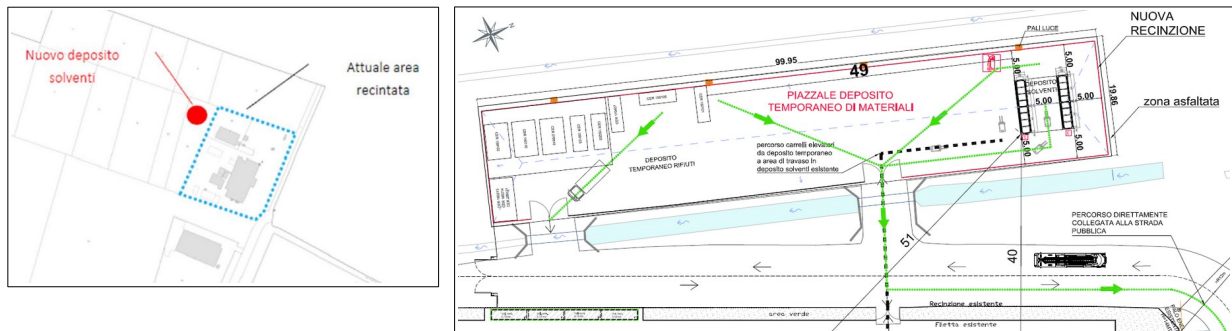 Nuovo deposito
solventi
Attuale area
recintata
N
PALI LUCE
NUOVA
RECINZIONE
99.95
49
PIAZZALE DEPOSITO
TEMPORANEO DI MATERIALI
5.00
5.00
DEPOSITO
SOLVENTI
5.00
5.00
19.86
zona asfaltata
percorso carrelli elevatori
da deposito temporaneo
a area di travaso in
deposito solventi esistente
DEPOSITO
TEMPORANEO RIFIUTI
5.00
5.00
PERCORSO DIRETTAMENTE
COLLEGATA ALLA STRADA
PUBBLICA
51
40
Recinzione esistente
area verde
Filetta esistente